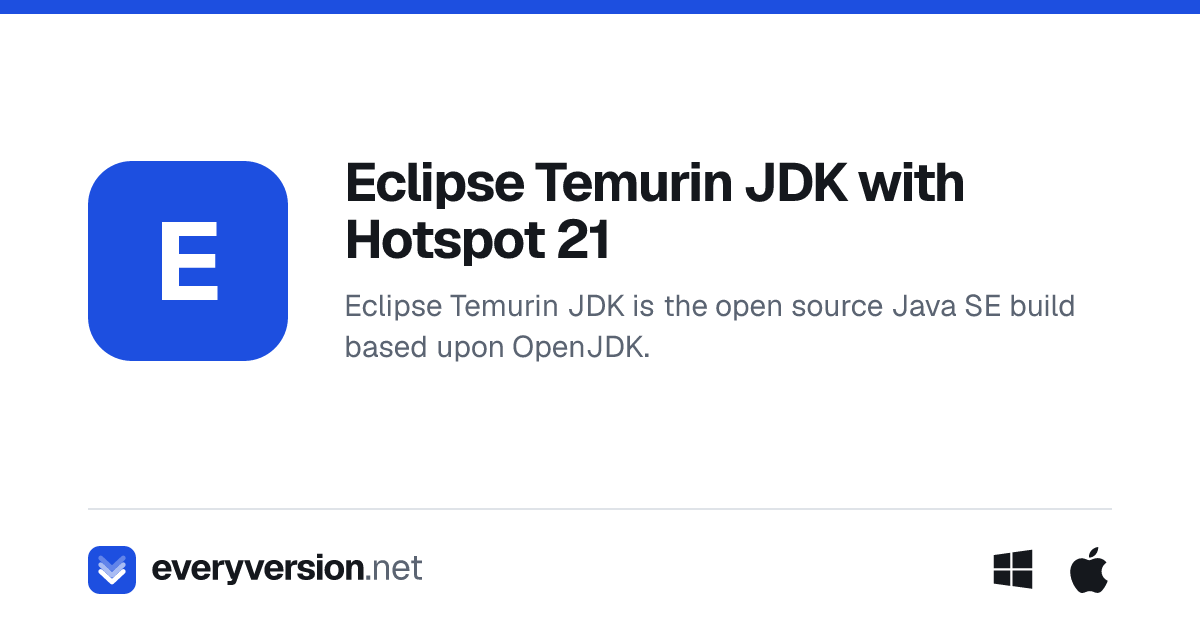 E
Eclipse Temurin JDK with
Hotspot 21
Eclipse Temurin JDK is the open source Java SE build
based upon OpenJDK.
everyversion.net